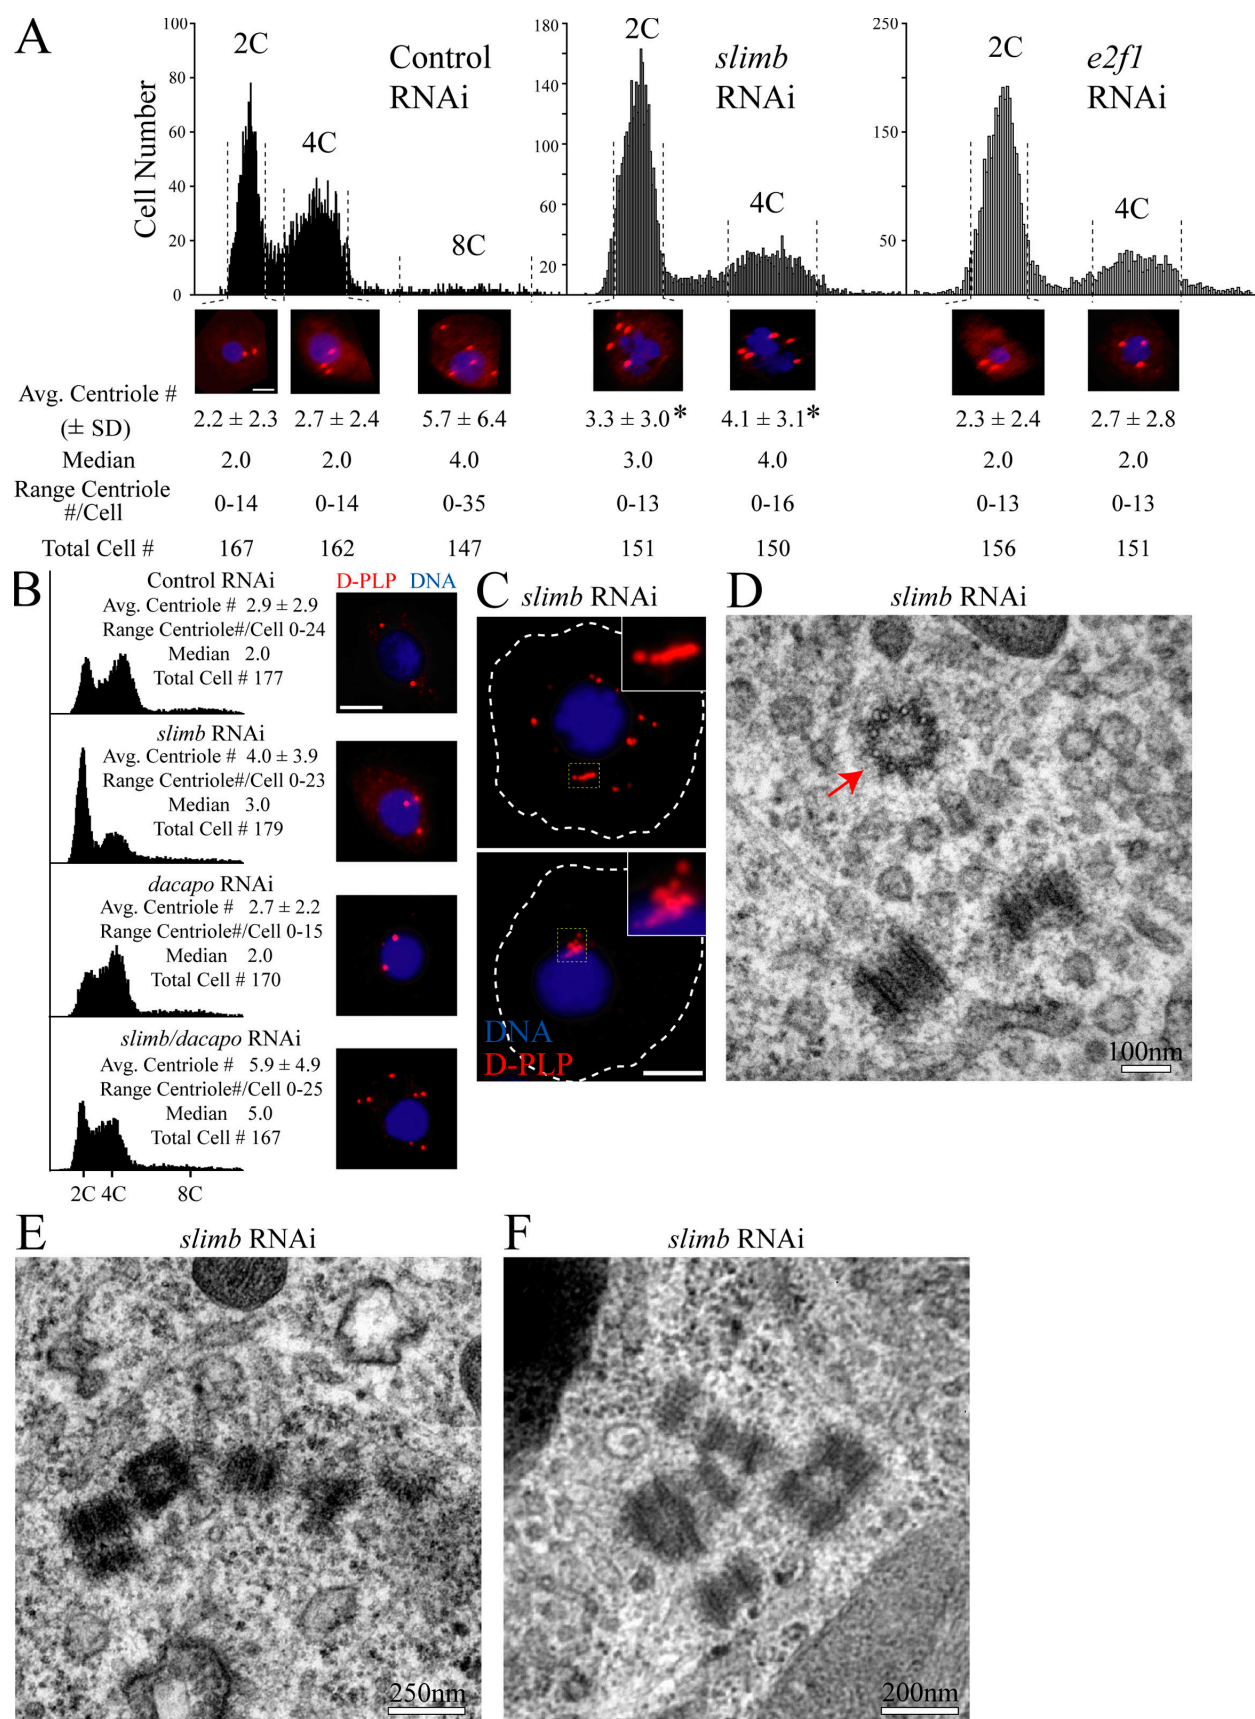 A
Cell Number
100
80
60
40
20
0
2C
4C
8C
Control
RNAi
180
140
100
60
20
2C
4C
slimb
RNAi
250
150
50
2C
4C
e2f1
RNAi
Avg. Centriole #
(± SD)
2.2 ± 2.3 2.7 ± 2.4 5.7 ± 6.4 3.3 ± 3.0* 4.1 ± 3.1* 2.3 ± 2.4 2.7 ± 2.8
Median 2.0 2.0 4.0 3.0 4.0 2.0 2.0
Range Centriole
#/Cell
0-14 0-14 0-35 0-13 0-16 0-13 0-13
Total Cell # 167 162 147 151 150 156 151
B
Control RNAi
Avg. Centriole # 2.9 ± 2.9
Range Centriole#/Cell 0-24
Median 2.0
Total Cell # 177
D-PLP DNA
slimb RNAi
Avg. Centriole # 4.0 ± 3.9
Range Centriole#/Cell 0-23
Median 3.0
Total Cell # 179
dacapo RNAi
Avg. Centriole # 2.7 ± 2.2
Range Centriole#/Cell 0-15
Median 2.0
Total Cell # 170
slimb/dacapo RNAi
Avg. Centriole # 5.9 ± 4.9
Range Centriole#/Cell 0-25
Median 5.0
Total Cell # 167
2C 4C 8C
C
slimb RNAi
DNA
D-PLP
D
slimb RNAi
100nm
E
slimb RNAi
250nm
F
slimb RNAi
200nm